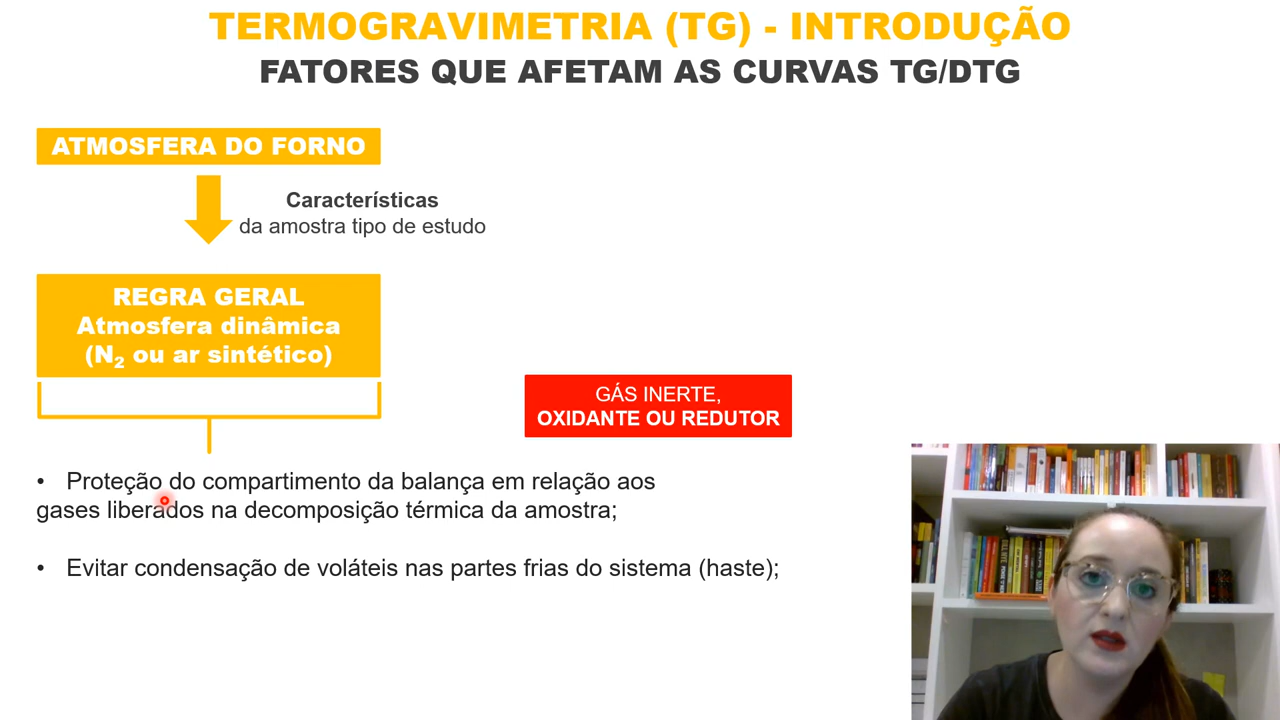 TERMOGRAVIMETRIA (TG) - INTRODUÇÃO
FATORES QUE AFETAM AS CURVAS TG/DTG
ATMOSFERA DO FORNO
Características
da amostra tipo de estudo
REGRA GERAL
Atmosfera dinâmica
(N₂ ou ar sintético)
GÁS INERTE,
OXIDANTE OU REDUTOR
• Proteção do compartimento da balança em relação aos
gases liberados na decomposição térmica da amostra;
• Evitar condensação de voláteis nas partes frias do sistema (haste);